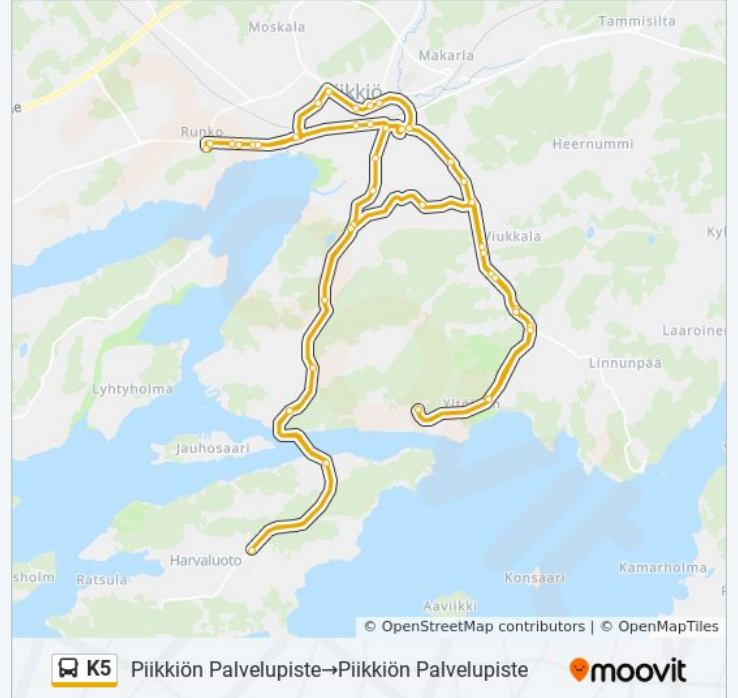 Moskala
Tammisilta
Makarla
iikkiö
e
Runko
Heernummi
Viukkala
Kyl
Laaroine
Linnunpää
Lyhtyholma
Jauhosaari
Harvaluoto
sholm
Ratsula
Konsaari
Kamarholma
Aaviikki
© OpenStreetMap contributors | © OpenMapTiles
K5 Piikkiön Palvelupiste→Piikkiön Palvelupiste
moovit